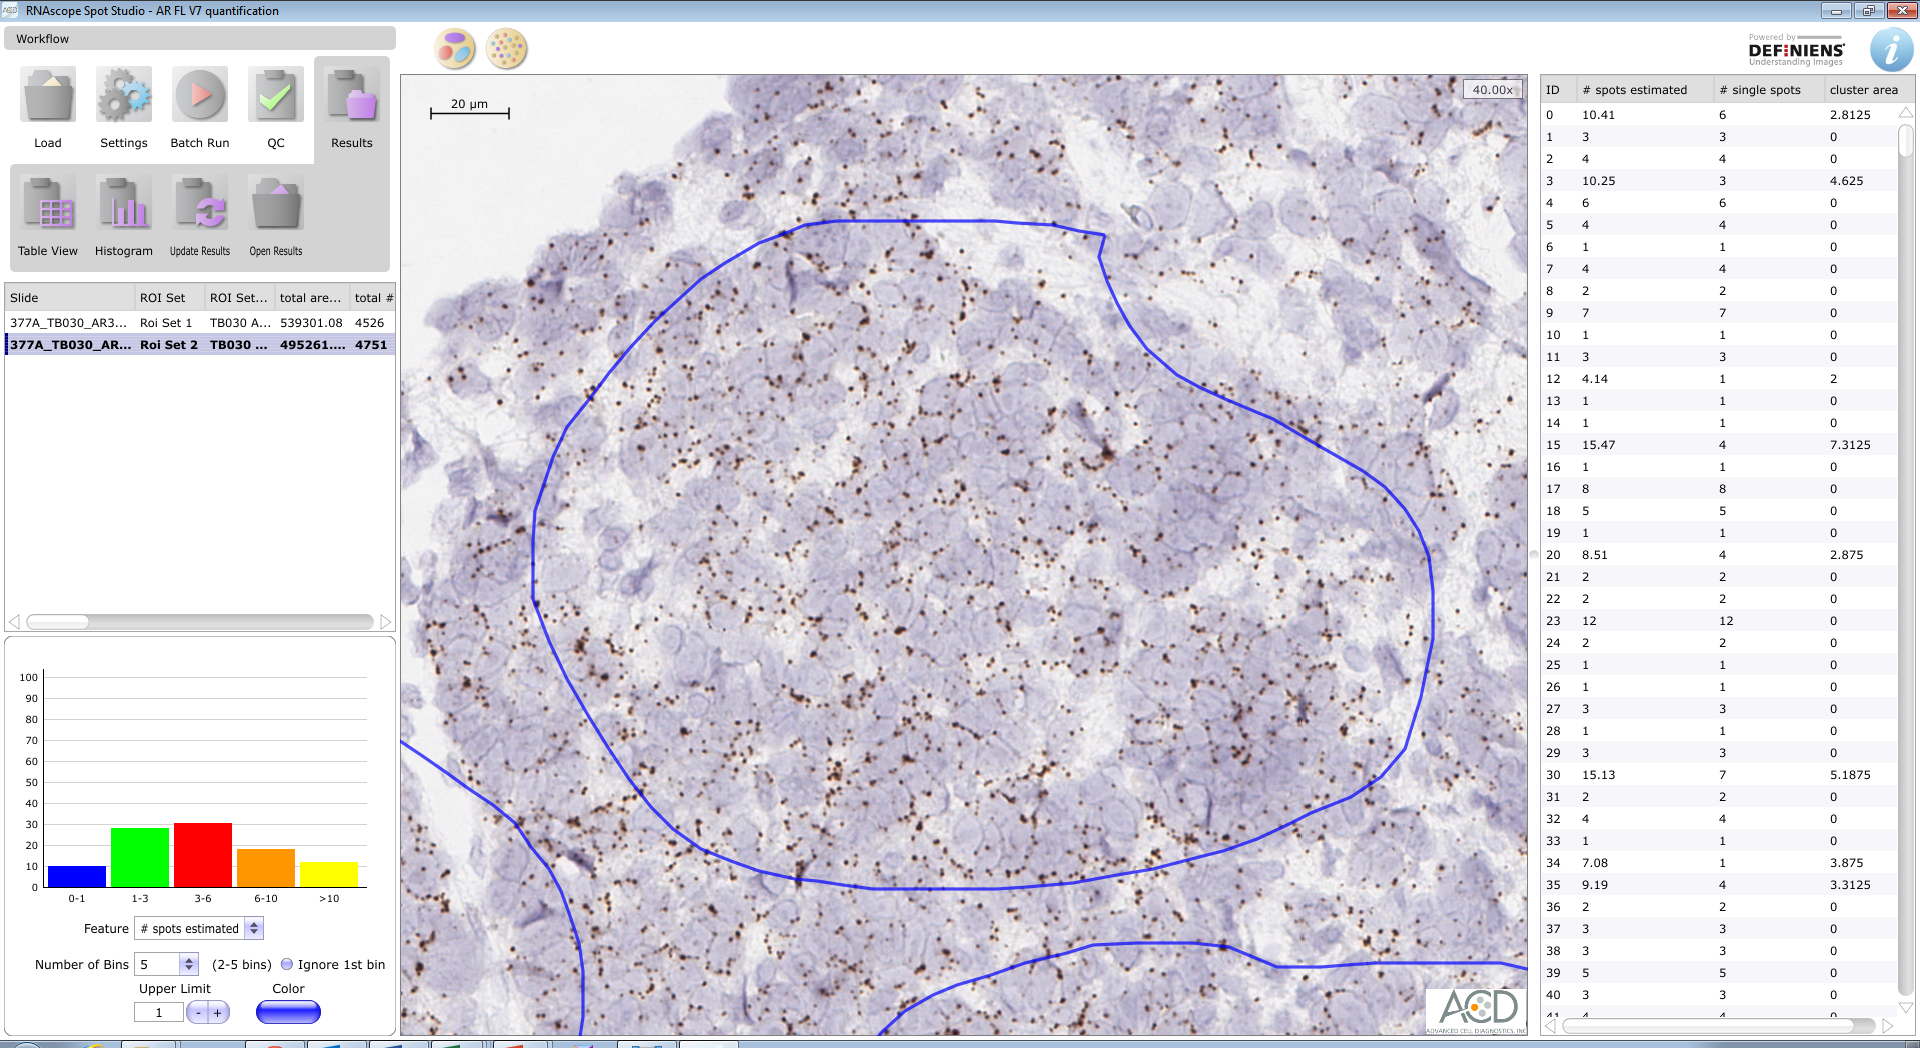 RNAscope Spot Studio - AR FL V7 quantification
Workflow
Load Settings Batch Run QC Results
Table View Histogram Update Results Open Results
Slide ROI Set ROI Set... total are... total #
377A_TB030_AR3... Roi Set 1 TB030 A... 539301.08 4526
377A_TB030_AR... Roi Set 2 TB030 ... 495261.... 4751
100
90
80
70
60
50
40
30
20
10
0
0-1 1-3 3-6 6-10 >10
Feature # spots estimated
Number of Bins 5 (2-5 bins) Ignore 1st bin
Upper Limit Color
1 - +
20 µm
40.00x
ACD
ADVANCED CELL DIAGNOSTICS, INC.
Powered by
DEFINIENS
Understanding Images
i
ID # spots estimated # single spots cluster area
0 10.41 6 2.8125
1 3 3 0
2 4 4 0
3 10.25 3 4.625
4 6 6 0
5 4 4 0
6 1 1 0
7 4 4 0
8 2 2 0
9 7 7 0
10 1 1 0
11 3 3 0
12 4.14 1 2
13 1 1 0
14 1 1 0
15 15.47 4 7.3125
16 1 1 0
17 8 8 0
18 5 5 0
19 1 1 0
20 8.51 4 2.875
21 2 2 0
22 2 2 0
23 12 12 0
24 2 2 0
25 1 1 0
26 1 1 0
27 3 3 0
28 1 1 0
29 3 3 0
30 15.13 7 5.1875
31 2 2 0
32 4 4 0
33 1 1 0
34 7.08 1 3.875
35 9.19 4 3.3125
36 2 2 0
37 3 3 0
38 3 3 0
39 5 5 0
40 3 3 0
41 4 4 0